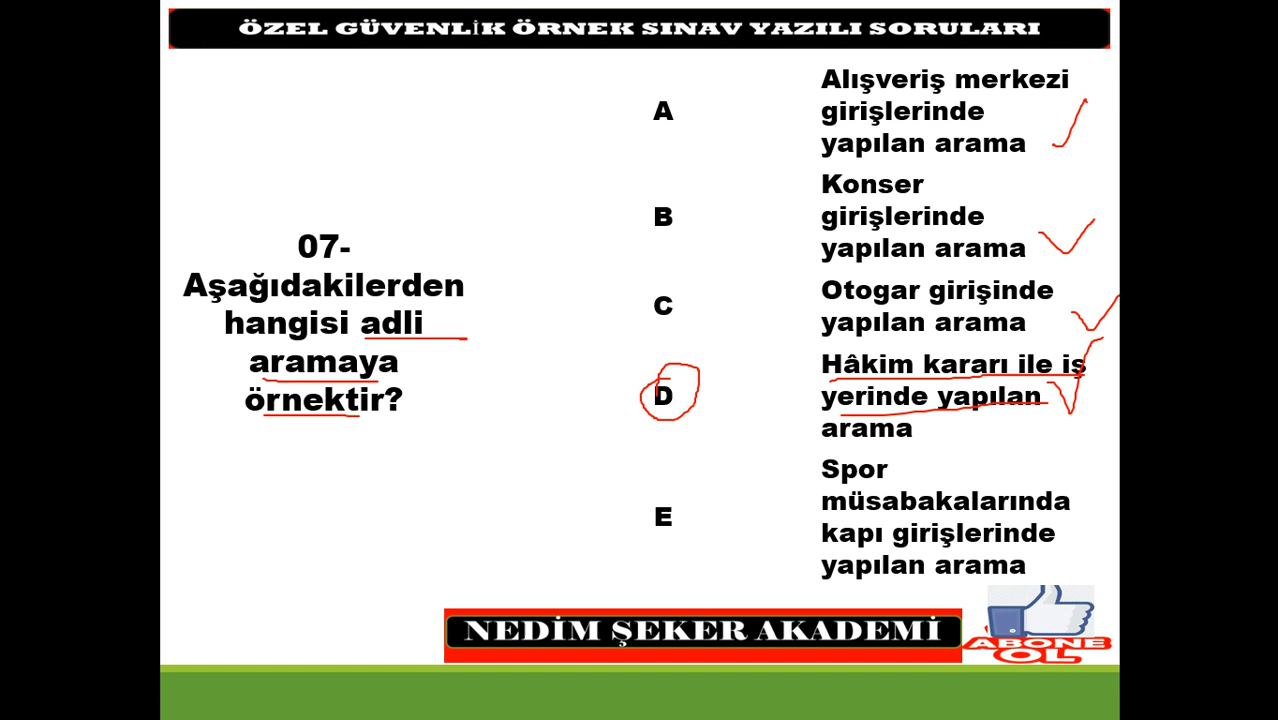 ÖZEL GÜVENLİK ÖRNEK SINAV YAZILI SORULARI
07-
Aşağıdakilerden
hangisi adli
aramaya
örnektir?
A
Alışveriş merkezi
girişlerinde
yapılan arama
B
Konser
girişlerinde
yapılan arama
C
Otogar girişinde
yapılan arama
D
Hâkim kararı ile iş
yerinde yapılan
arama
E
Spor
müsabakalarında
kapı girişlerinde
yapılan arama
NEDİM ŞEKER AKADEMİ
ABONE
OL